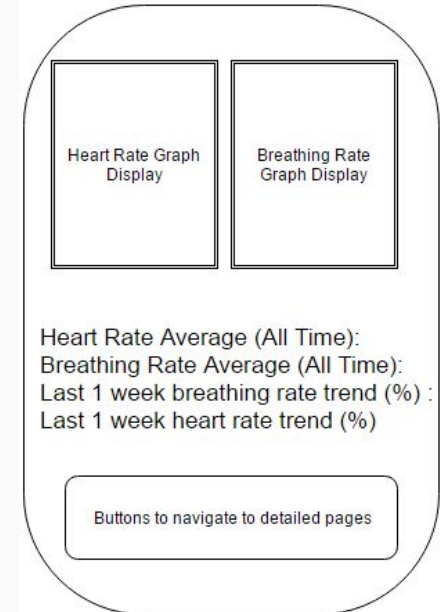 Heart Rate Graph
Display
Breathing Rate
Graph Display
Heart Rate Average (All Time):
Breathing Rate Average (All Time):
Last 1 week breathing rate trend (%) :
Last 1 week heart rate trend (%)
Buttons to navigate to detailed pages